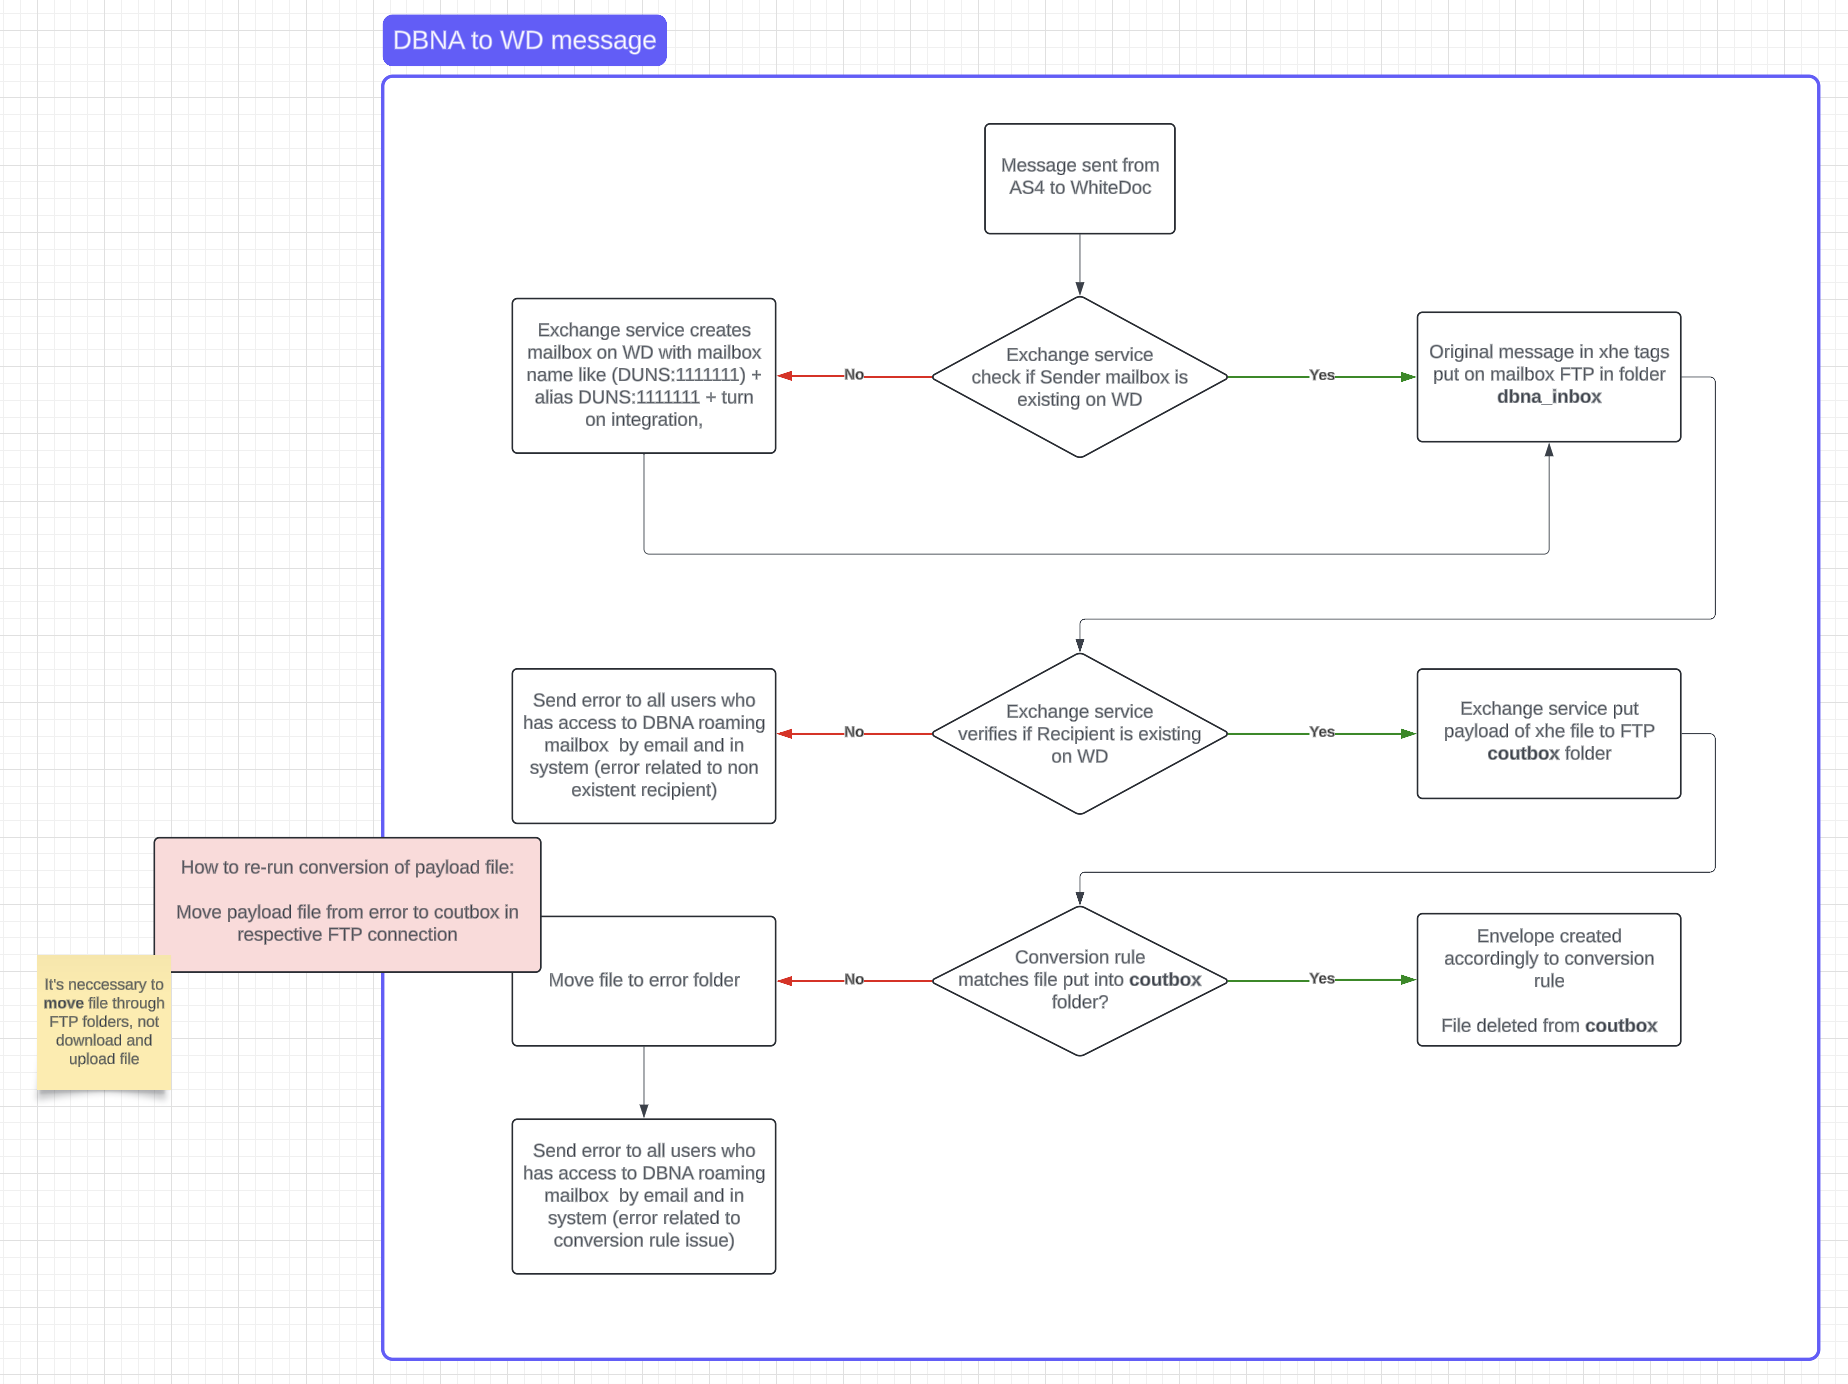 DBNA to WD message
Message sent from
AS4 to WhiteDoc
Exchange service creates
mailbox on WD with mailbox
name like (DUNS:1111111) +
alias DUNS:1111111 + turn
on integration,
No
Exchange service
check if Sender mailbox is
existing on WD
Yes
Original message in xhe tags
put on mailbox FTP in folder
dbna_inbox
Send error to all users who
has access to DBNA roaming
mailbox by email and in
system (error related to non
existent recipient)
No
Exchange service
verifies if Recipient is existing
on WD
Yes
Exchange service put
payload of xhe file to FTP
coutbox folder
How to re-run conversion of payload file:
Move payload file from error to coutbox in
respective FTP connection
It's neccessary to
move file through
FTP folders, not
download and
upload file
Move file to error folder
No
Conversion rule
matches file put into coutbox
folder?
Yes
Envelope created
accordingly to conversion
rule
File deleted from coutbox
Send error to all users who
has access to DBNA roaming
mailbox by email and in
system (error related to
conversion rule issue)